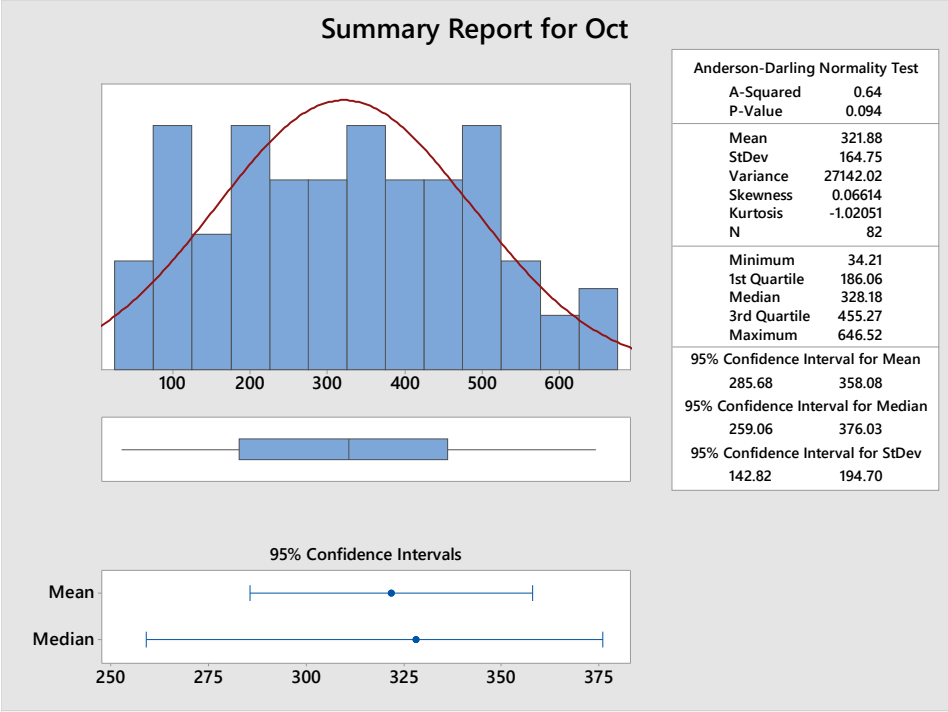 Summary Report for Oct
100 200 300 400 500 600
95% Confidence Intervals
Mean
Median
250 275 300 325 350 375
Anderson-Darling Normality Test
A-Squared 0.64
P-Value 0.094
Mean 321.88
StDev 164.75
Variance 27142.02
Skewness 0.06614
Kurtosis -1.02051
N 82
Minimum 34.21
1st Quartile 186.06
Median 328.18
3rd Quartile 455.27
Maximum 646.52
95% Confidence Interval for Mean
285.68 358.08
95% Confidence Interval for Median
259.06 376.03
95% Confidence Interval for StDev
142.82 194.70